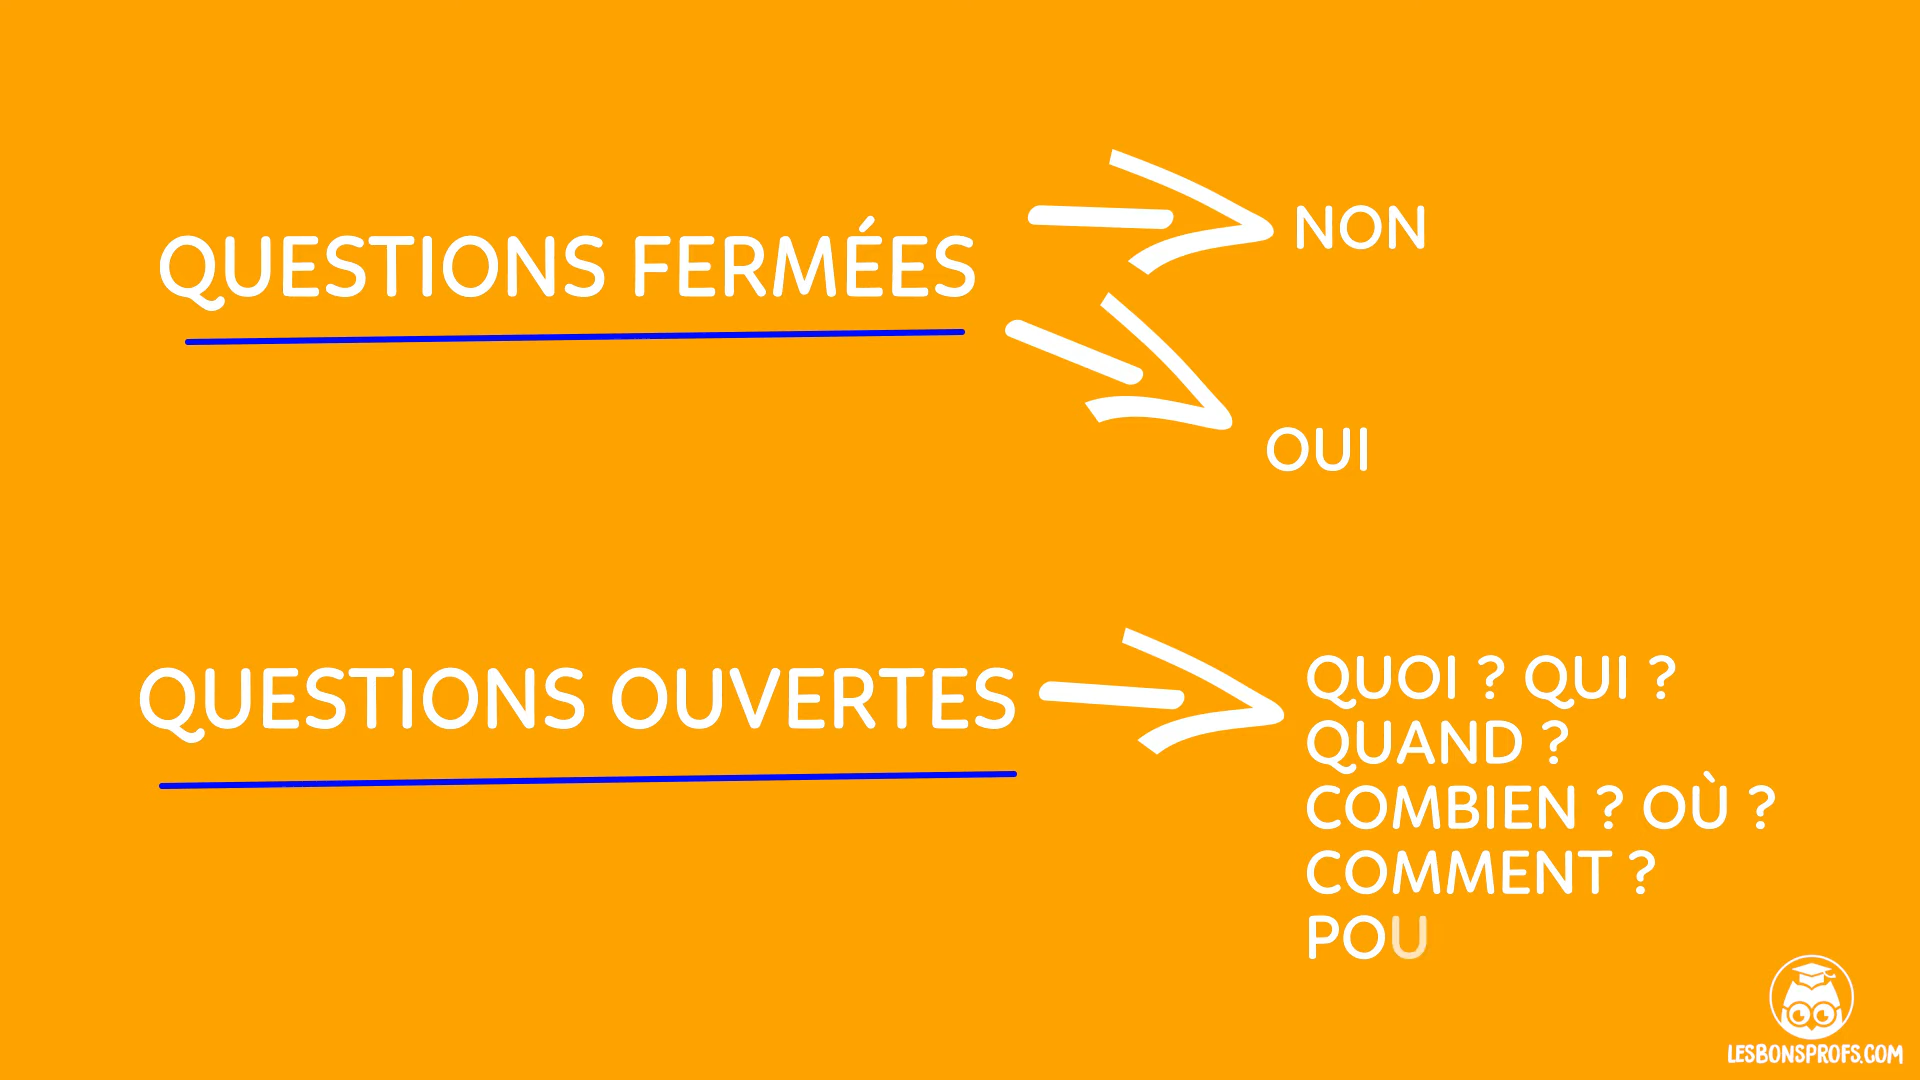 QUESTIONS FERMÉES
NON
OUI
QUESTIONS OUVERTES
QUOI ? QUI ?
QUAND ?
COMBIEN ? OÙ ?
COMMENT ?
POU
LESBONSPROFS.COM